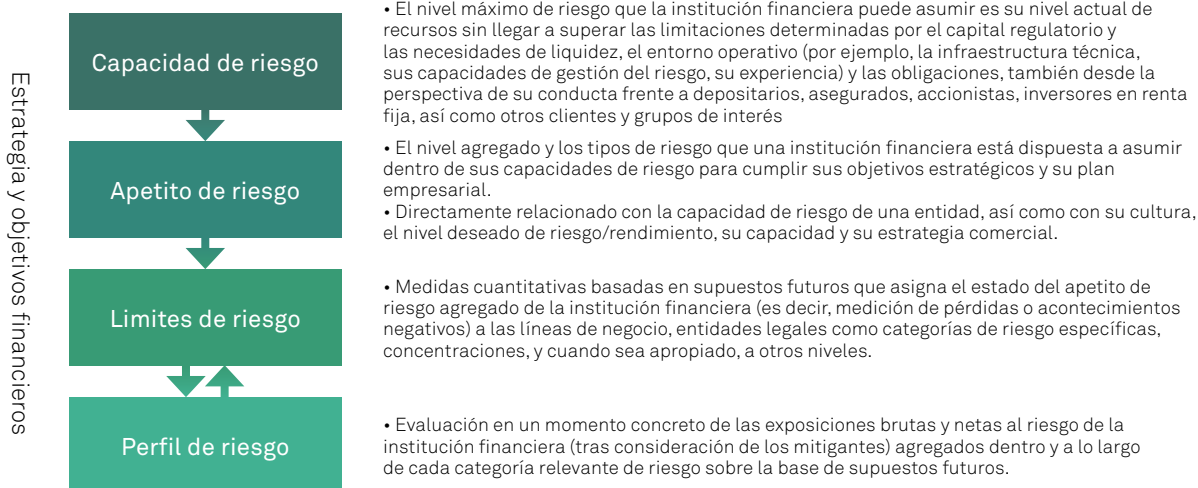 Estrategia y objetivos financieros
Capacidad de riesgo
• El nivel máximo de riesgo que la institución financiera puede asumir es su nivel actual de
recursos sin llegar a superar las limitaciones determinadas por el capital regulatorio y
las necesidades de liquidez, el entorno operativo (por ejemplo, la infraestructura técnica,
sus capacidades de gestión del riesgo, su experiencia) y las obligaciones, también desde la
perspectiva de su conducta frente a depositarios, asegurados, accionistas, inversores en renta
fija, así como otros clientes y grupos de interés
Apetito de riesgo
• El nivel agregado y los tipos de riesgo que una institución financiera está dispuesta a asumir
dentro de sus capacidades de riesgo para cumplir sus objetivos estratégicos y su plan
empresarial.
• Directamente relacionado con la capacidad de riesgo de una entidad, así como con su cultura,
el nivel deseado de riesgo/rendimiento, su capacidad y su estrategia comercial.
Limites de riesgo
• Medidas cuantitativas basadas en supuestos futuros que asigna el estado del apetito de
riesgo agregado de la institución financiera (es decir, medición de pérdidas o acontecimientos
negativos) a las líneas de negocio, entidades legales como categorías de riesgo específicas,
concentraciones, y cuando sea apropiado, a otros niveles.
Perfil de riesgo
• Evaluación en un momento concreto de las exposiciones brutas y netas al riesgo de la
institución financiera (tras consideración de los mitigantes) agregados dentro y a lo largo
de cada categoría relevante de riesgo sobre la base de supuestos futuros.